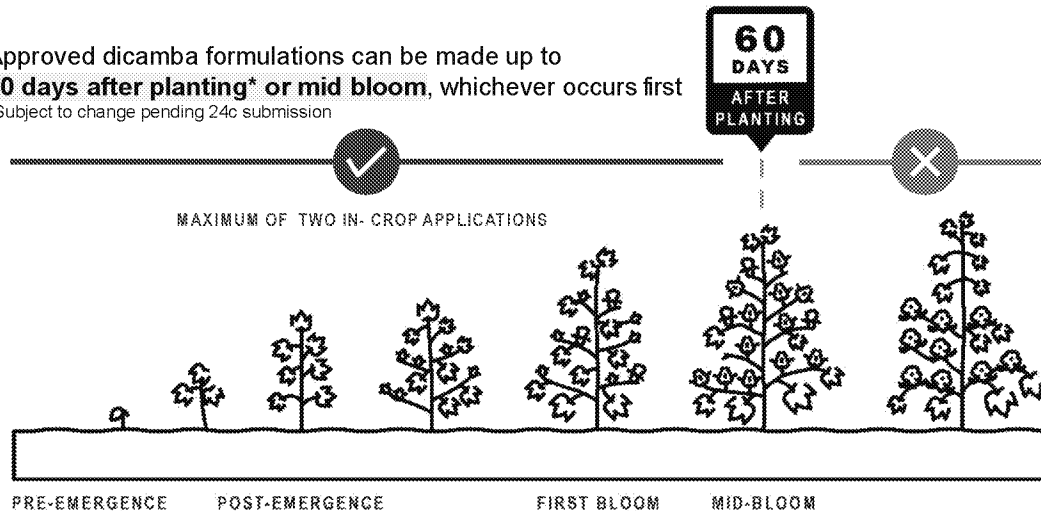 Approved dicamba formulations can be made up to
0 days after planting* or mid bloom, whichever occurs first
Subject to change pending 24c submission
60
DAYS
AFTER
PLANTING
MAXIMUM OF TWO IN- CROP APPLICATIONS
PRE-EMERGENCE POST-EMERGENCE FIRST BLOOM MID-BLOOM